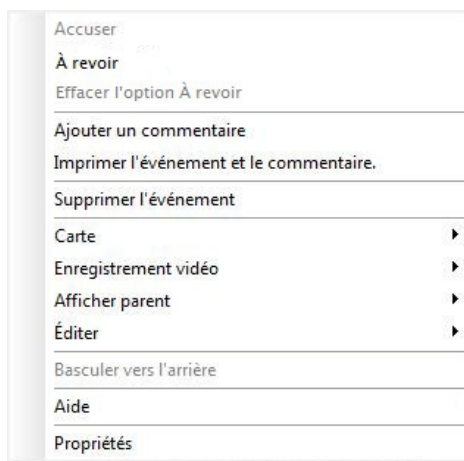 Accuser
À revoir
Effacer l'option À revoir
Ajouter un commentaire
Imprimer l'événement et le commentaire.
Supprimer l'événement
Carte
Enregistrement vidéo
Afficher parent
Éditer
Basculer vers l'arrière
Aide
Propriétés